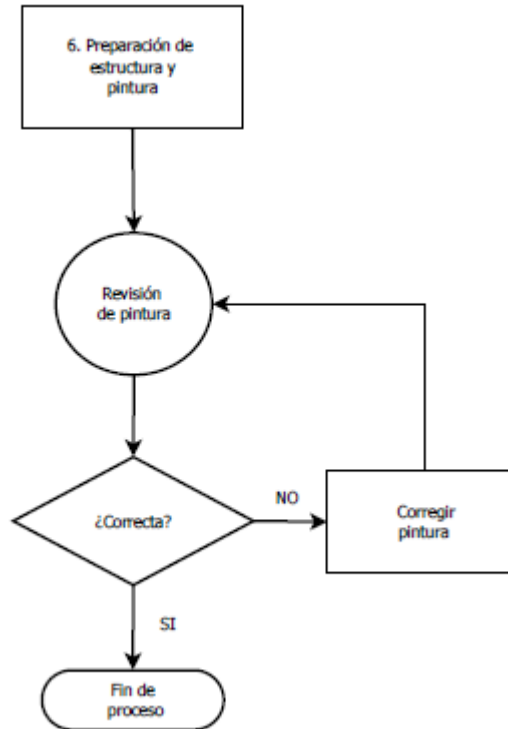 6. Preparación de
estructura y
pintura
Revisión
de pintura
¿Correcta?
NO
Corregir
pintura
SI
Fin de
proceso